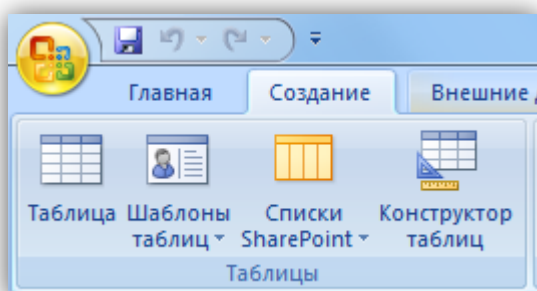 Главная Создание Внешние
Таблица Шаблоны таблиц Списки SharePoint Конструктор таблиц
Таблицы